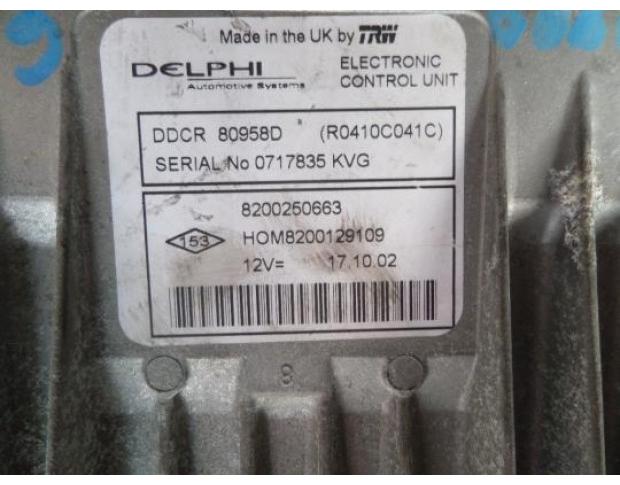 Made in the UK by TRW
DELPHI
Automotive Systems
ELECTRONIC
CONTROL UNIT
DDCR 80958D (R0410C041C)
SERIAL No 0717835 KVG
8200250663
153 HOM8200129109
12V= 17.10.02
8